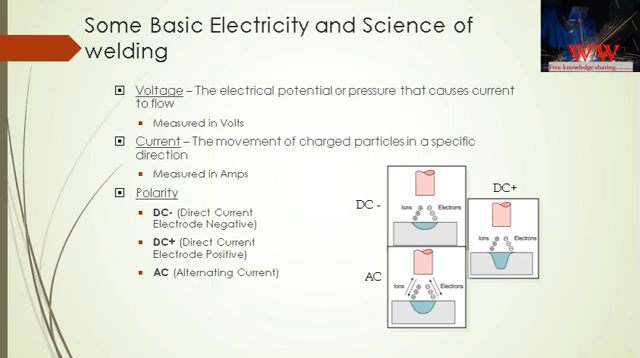 Some Basic Electricity and Science of
welding
WW
Free knowledge sharing........
Voltage – The electrical potential or pressure that causes current
to flow
Measured in Volts
Current – The movement of charged particles in a specific
direction
Measured in Amps
Polarity
DC- (Direct Current
Electrode Negative)
DC+ (Direct Current
Electrode Positive)
AC (Alternating Current)
DC -
Ions Electrons
DC+
Ions Electrons
AC
Ions Electrons